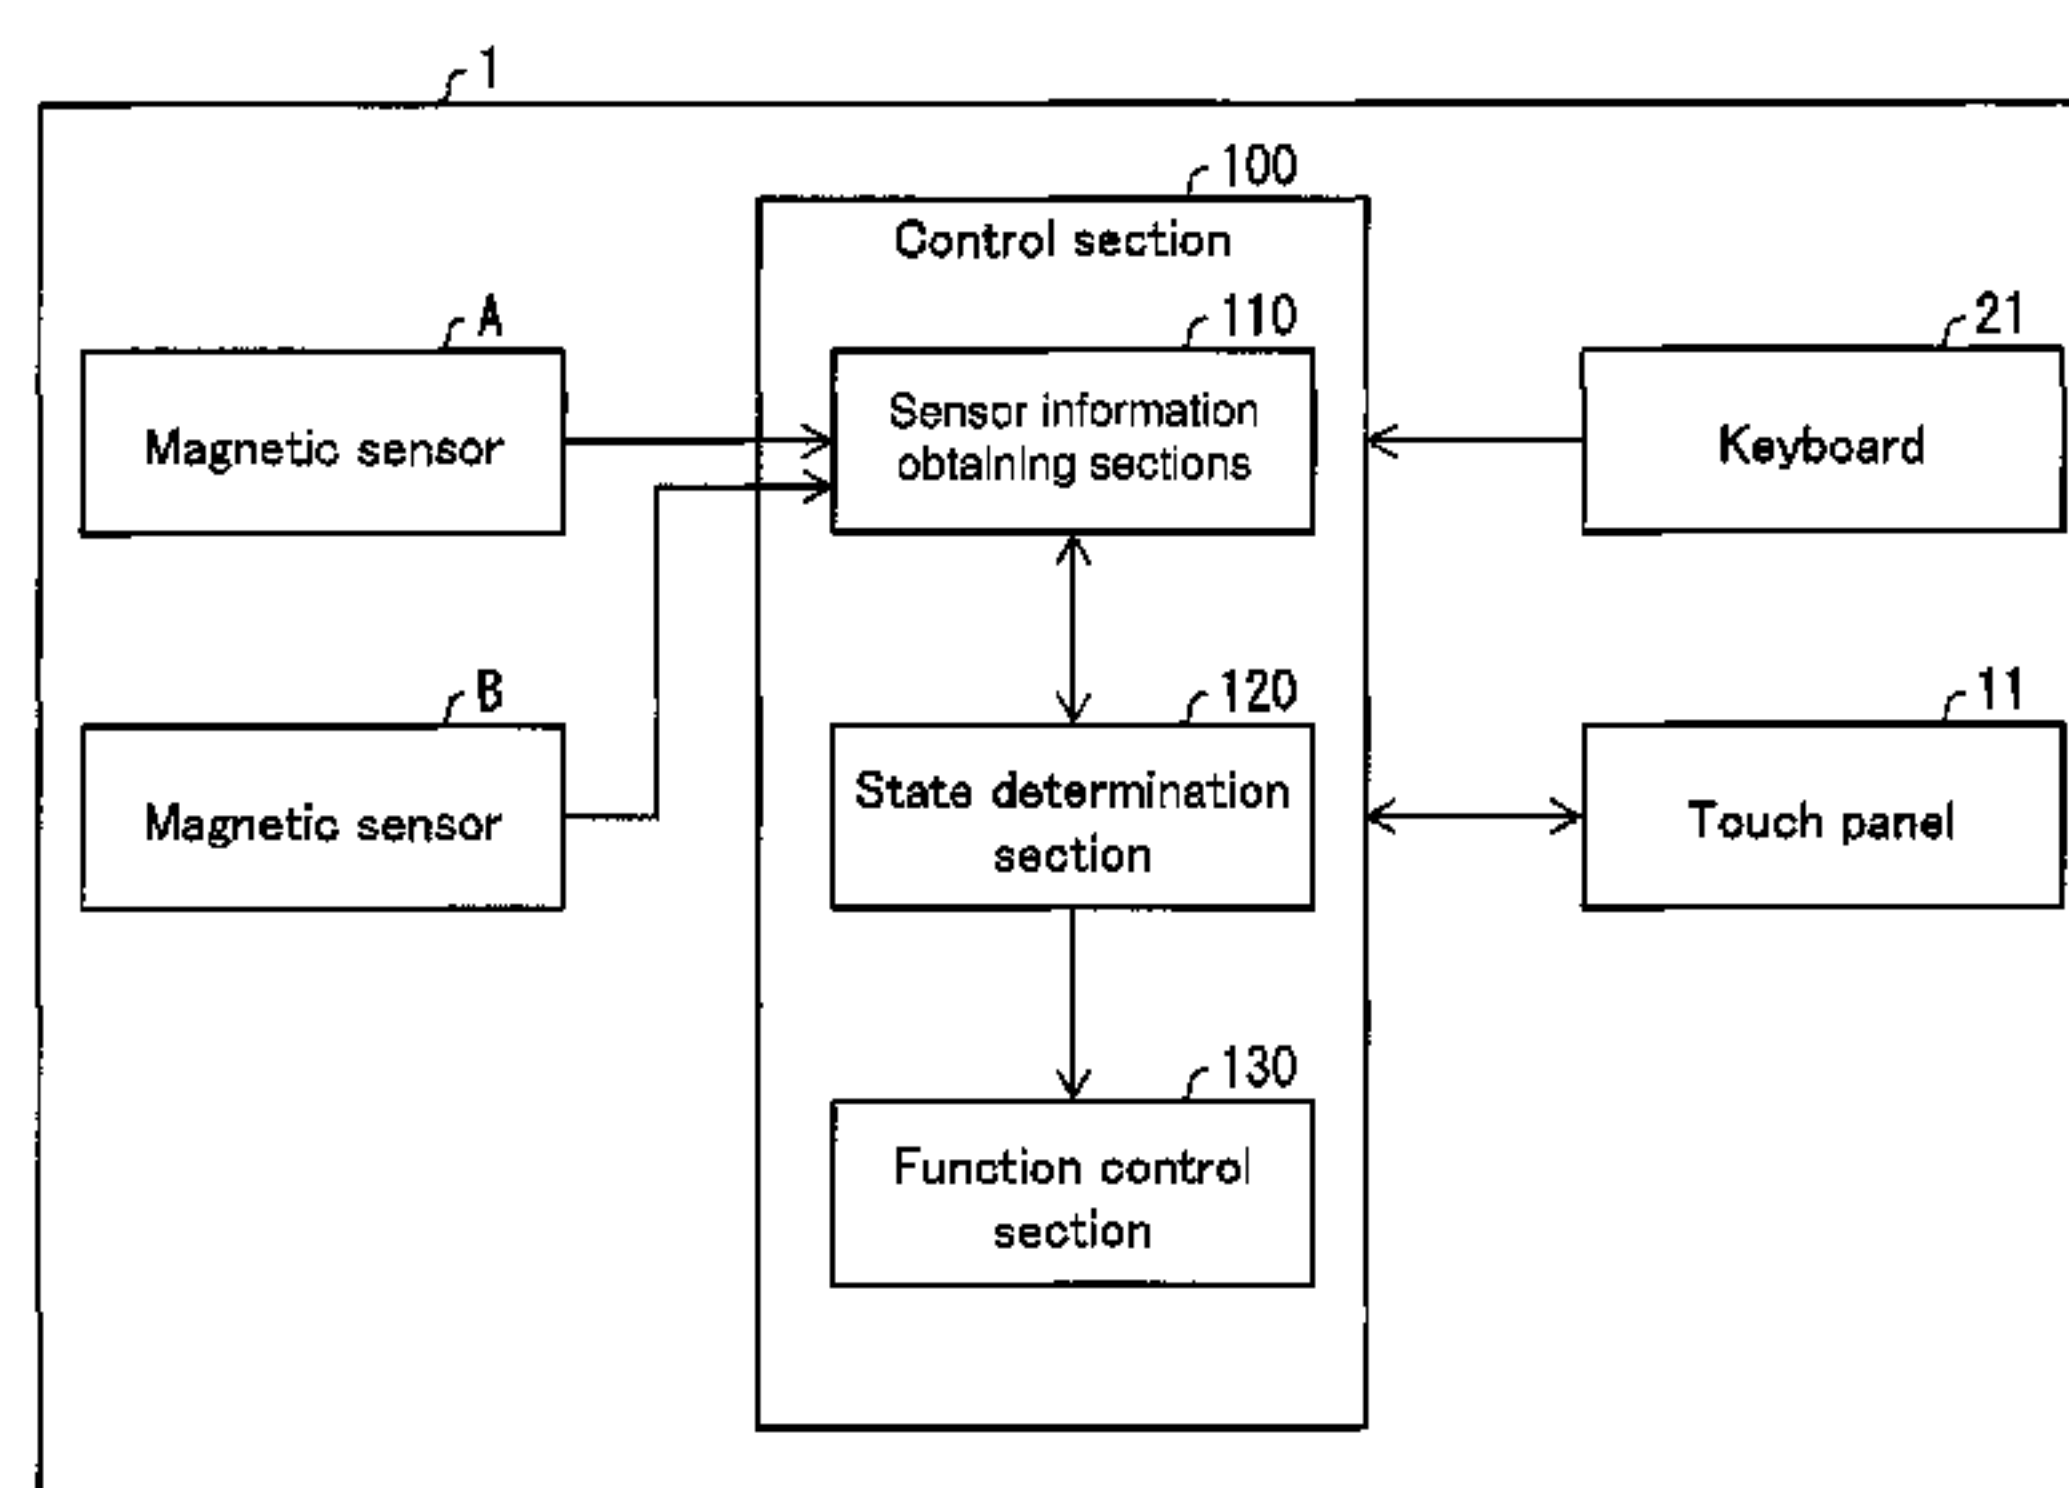 1
100
Control section
A
110
21
Magnetic sensor
Sensor information
obtaining sections
Keyboard
B
120
11
Magnetic sensor
State determination
section
Touch panel
130
Function control
section